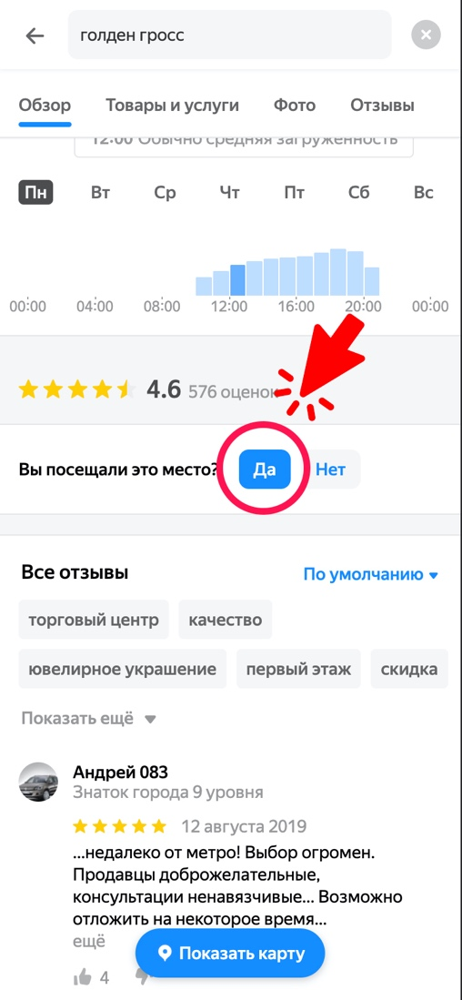 голден гросс
Обзор Товары и услуги Фото Отзывы
12:00 Обычно средняя загруженность
Пн Вт Ср Чт Пт Сб Вс
00:00 04:00 08:00 12:00 16:00 20:00 00:00
4.6 576 оценок
Вы посещали это место? Да Нет
Все отзывы По умолчанию
торговый центр качество
ювелирное украшение первый этаж скидка
Показать ещё
Андрей 083
Знаток города 9 уровня
12 августа 2019
...недалеко от метро! Выбор огромен.
Продавцы доброжелательные,
консультации ненавязчивые... Возможно
отложить на некоторое время...
ещё
Показать карту
4